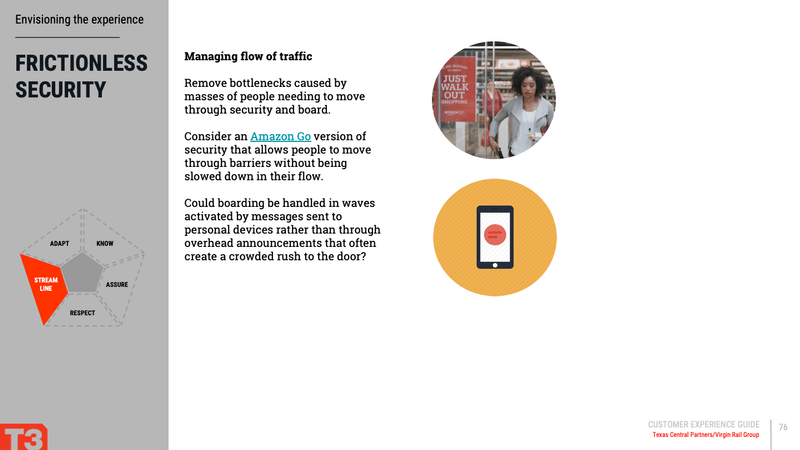 Envisioning the experience
FRICTIONLESS
SECURITY
Managing flow of traffic
Remove bottlenecks caused by
masses of people needing to move
through security and board.
Consider an Amazon Go version of
security that allows people to move
through barriers without being
slowed down in their flow.
Could boarding be handled in waves
activated by messages sent to
personal devices rather than through
overhead announcements that often
create a crowded rush to the door?
JUST
WALK
OUT
SHOPPING
ADAPT
KNOW
STREAM
LINE
ASSURE
RESPECT
T3
CUSTOMER EXPERIENCE GUIDE
Texas Central Partners/Virgin Rail Group
76